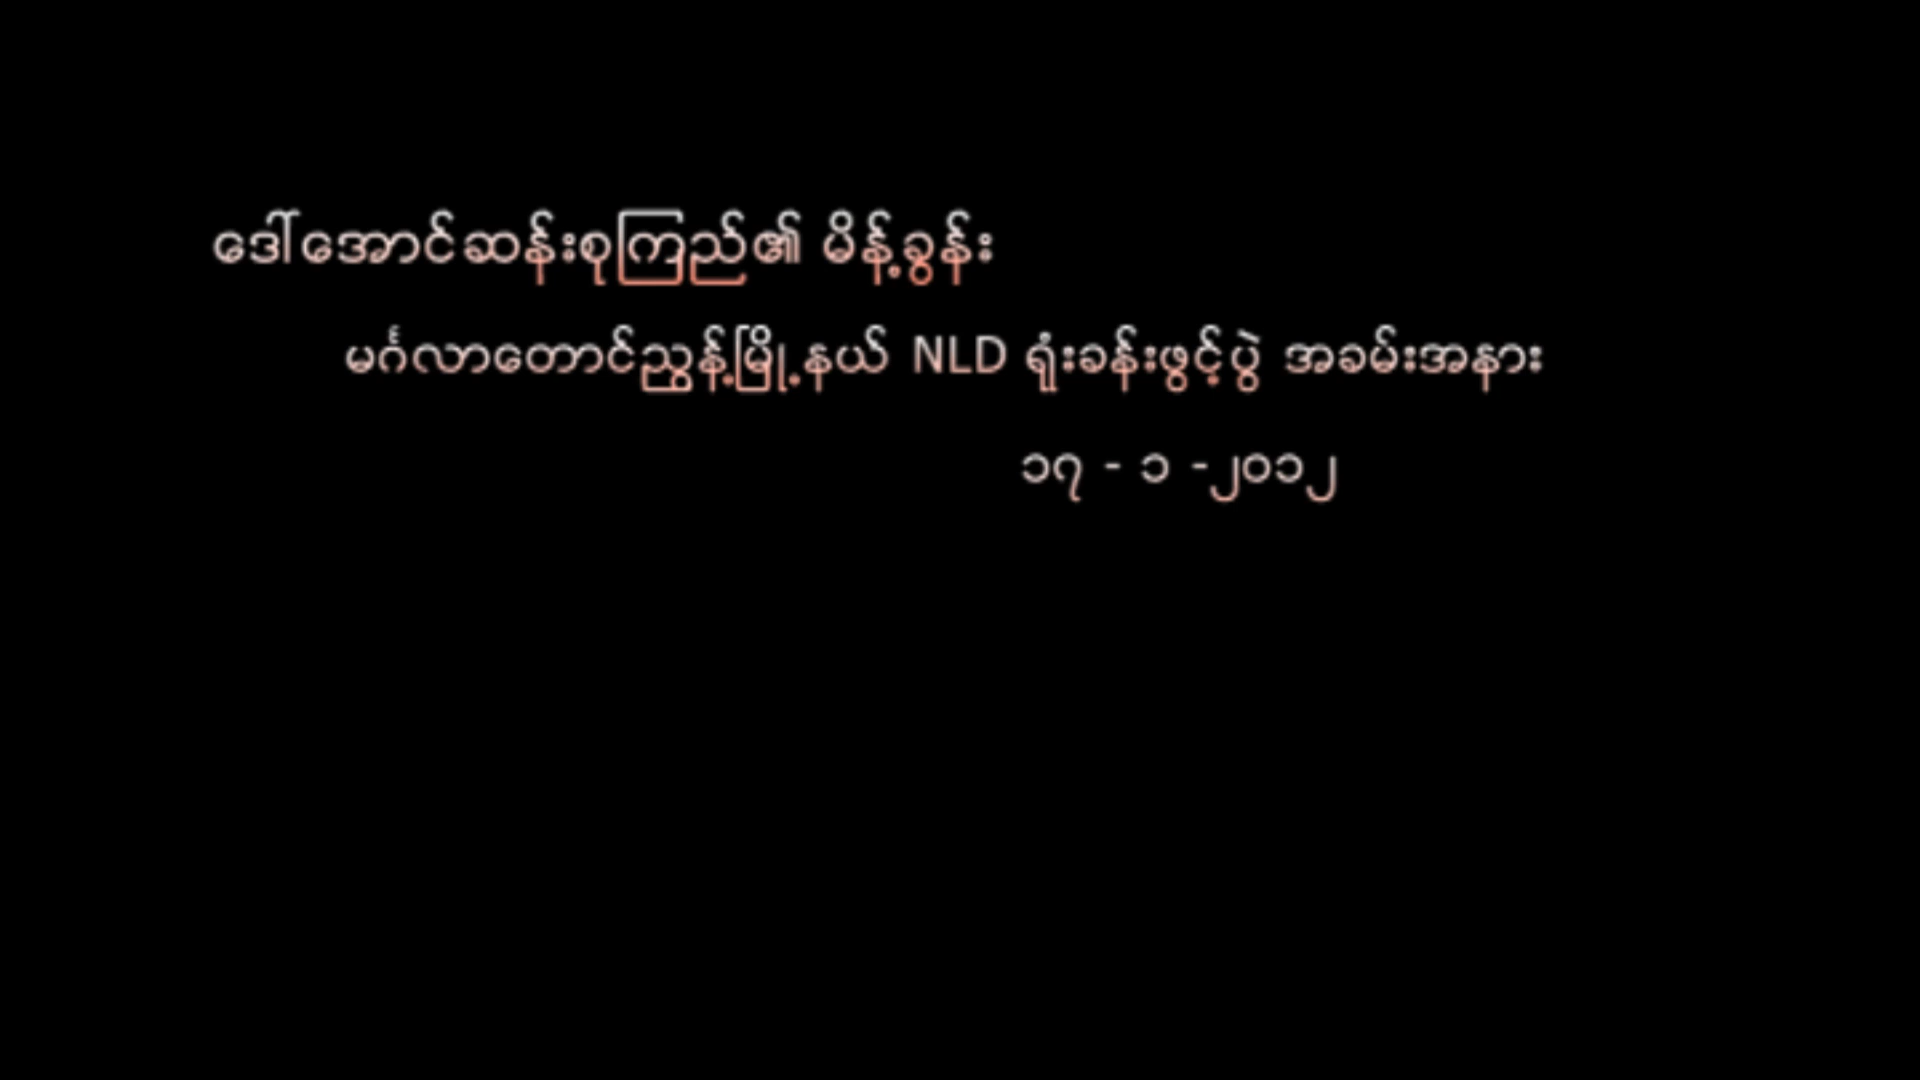 ဒေါ်အောင်ဆန်းစုကြည်၏ မိန့်ခွန်း
မင်္ဂလာတောင်ညွန့်မြို့နယ် NLD ရုံးခန်းဖွင့်ပွဲ အခမ်းအနား
၁၇ - ၁ -၂၀၁၂